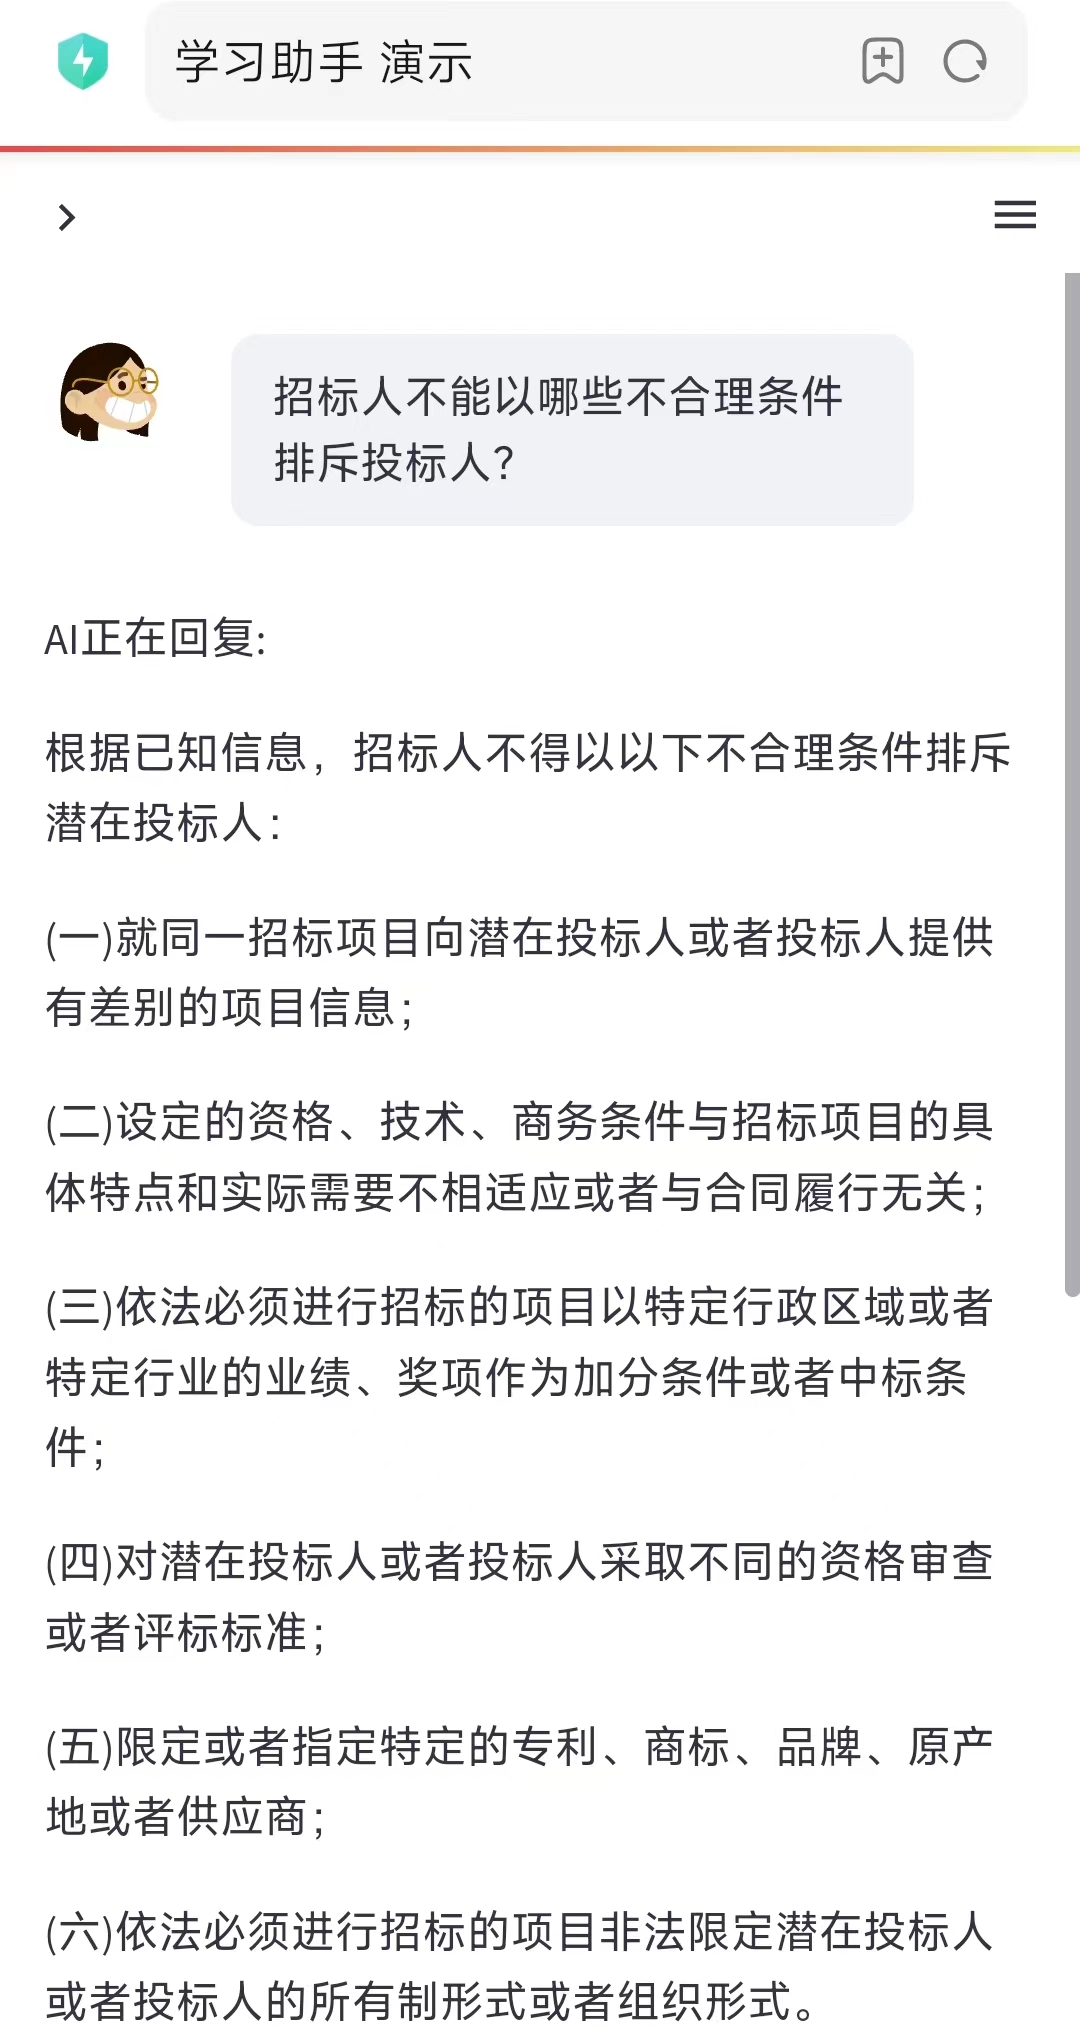 学习助手 演示
招标人不能以哪些不合理条件
排斥投标人?
AI正在回复:
根据已知信息，招标人不得以以下不合理条件排斥
潜在投标人：
(一)就同一招标项目向潜在投标人或者投标人提供
有差别的项目信息；
(二)设定的资格、技术、商务条件与招标项目的具
体特点和实际需要不相适应或者与合同履行无关；
(三)依法必须进行招标的项目以特定行政区域或者
特定行业的业绩、奖项作为加分条件或者中标条
件；
(四)对潜在投标人或者投标人采取不同的资格审查
或者评标标准；
(五)限定或者指定特定的专利、商标、品牌、原产
地或者供应商；
(六)依法必须进行招标的项目非法限定潜在投标人
或者投标人的所有制形式或者组织形式。